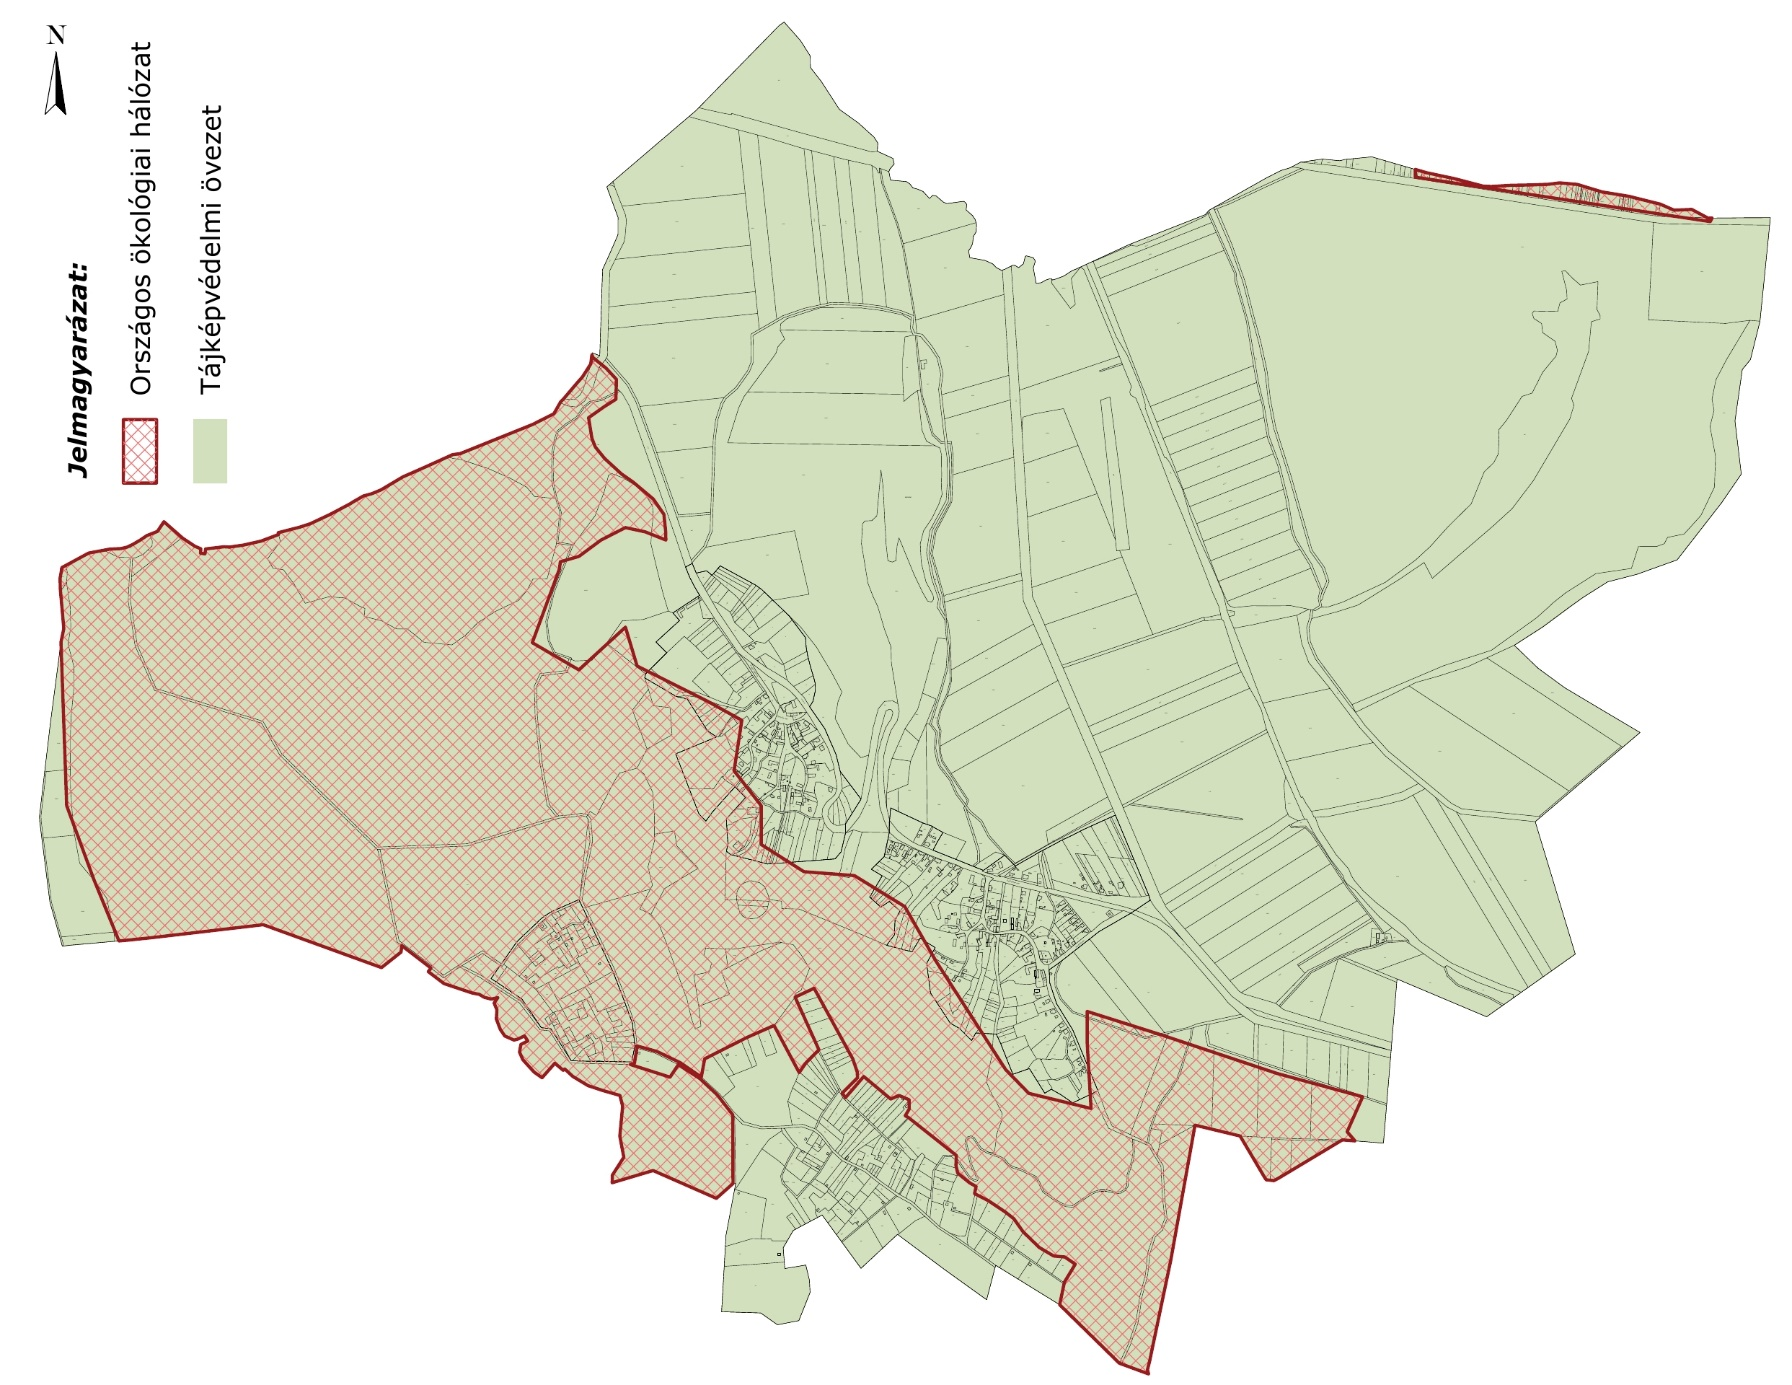 N
Jelmagyarázat:
Országos ökológiai hálózat
Tájképvédelmi övezet